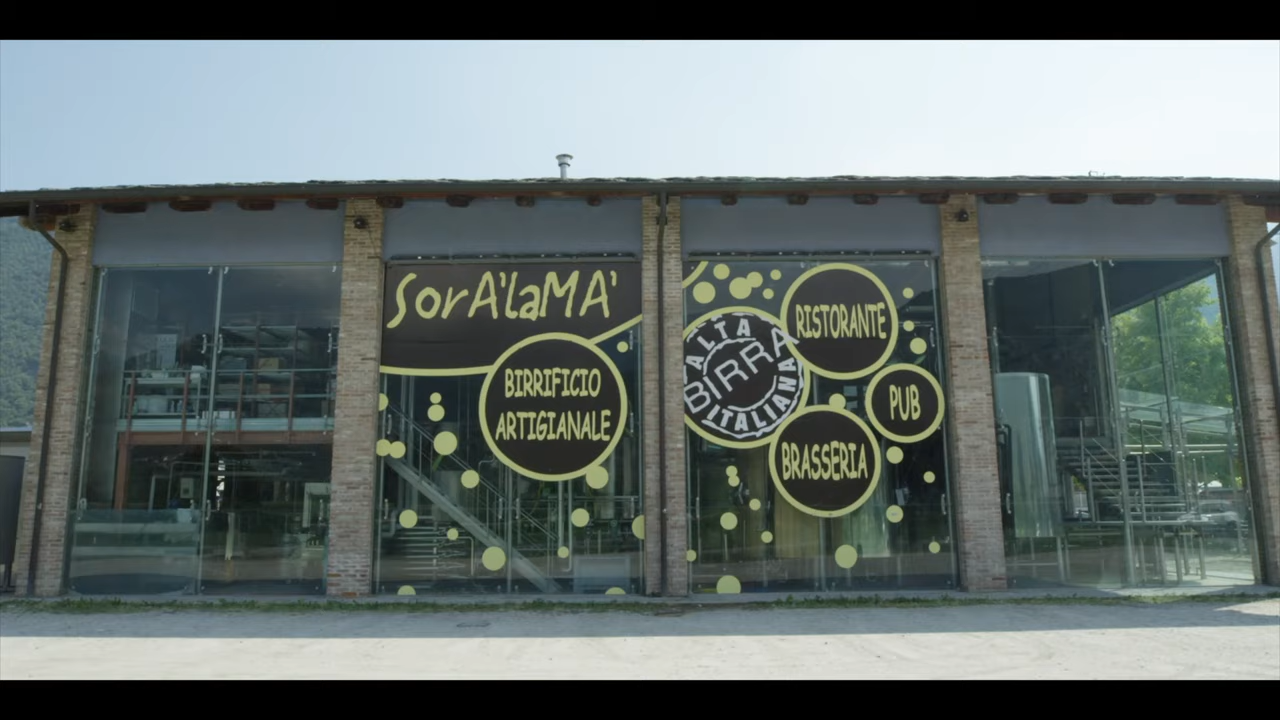 SorA'laMA'
BIRRIFICIO
ARTIGIANALE
ALTA
BIRRA
ITALIANA
RISTORANTE
PUB
BRASSERIA